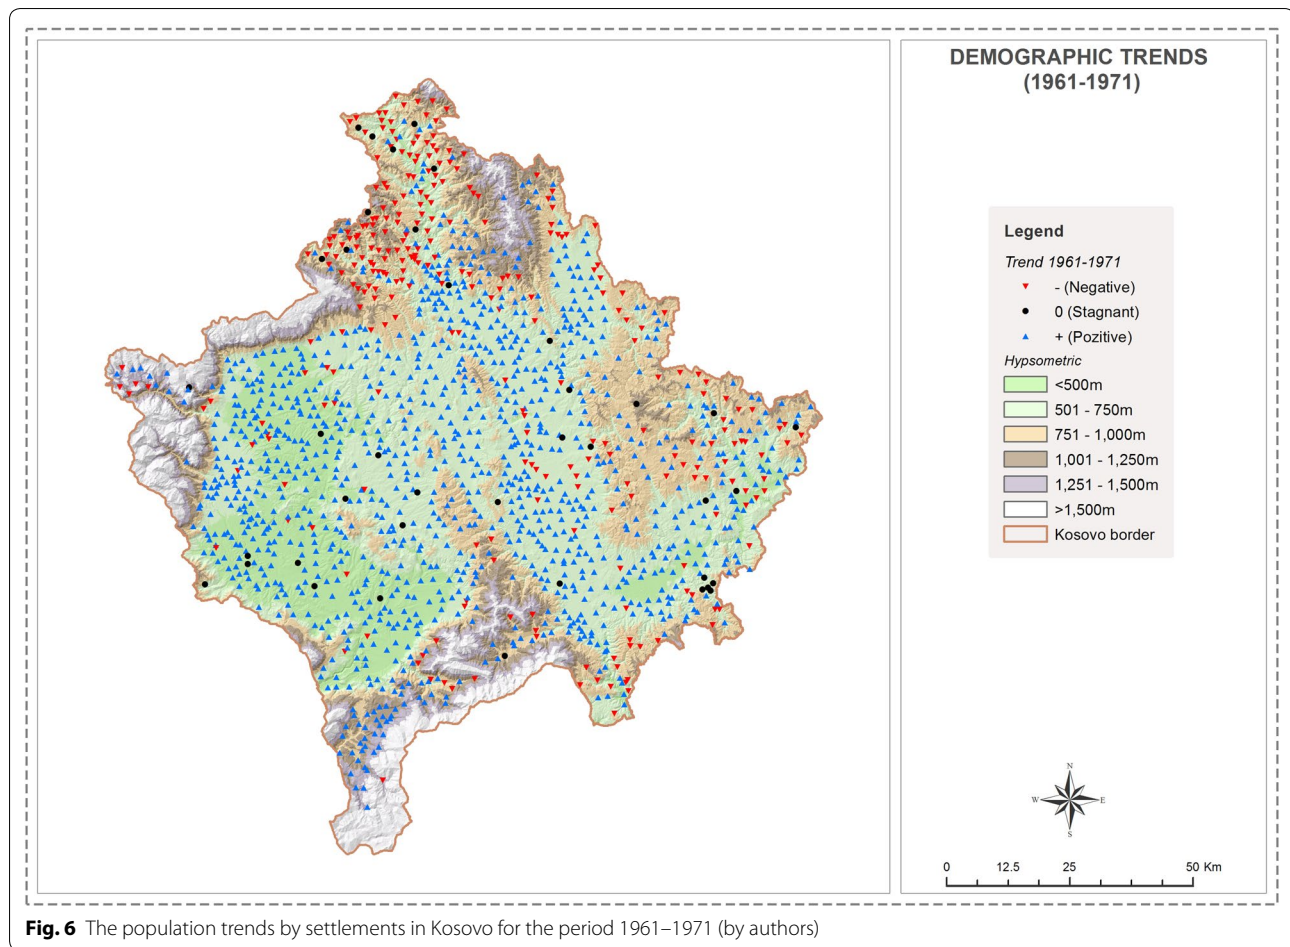 DEMOGRAPHIC TRENDS
(1961-1971)
Legend
Trend 1961-1971
- (Negative)
0 (Stagnant)
+ (Pozitive)
Hypsometric
<500m
501 - 750m
751 - 1,000m
1,001 - 1,250m
1,251 - 1,500m
>1,500m
Kosovo border
N
W E
S
0 12.5 25 50 Km
Fig. 6 The population trends by settlements in Kosovo for the period 1961–1971 (by authors)